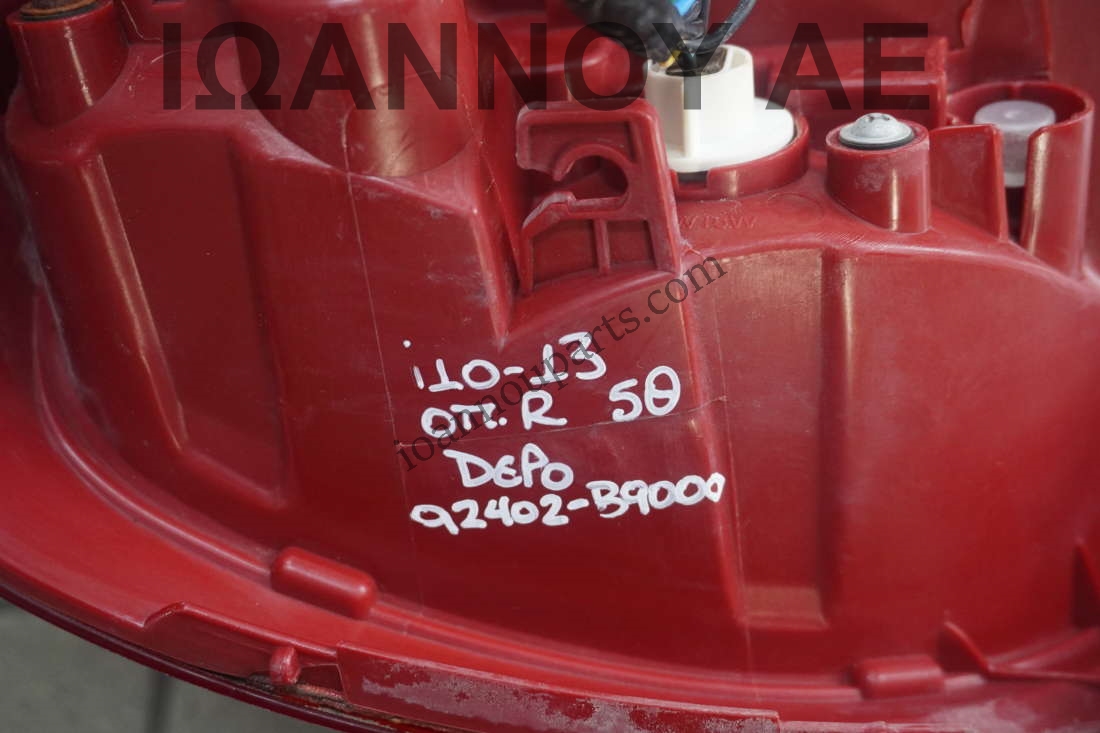 ΙΩΑΝΝΟΥ ΑΕ
i10-13
οπ. R 5θ
DEPO
92402-B9000
ioannouparts.com